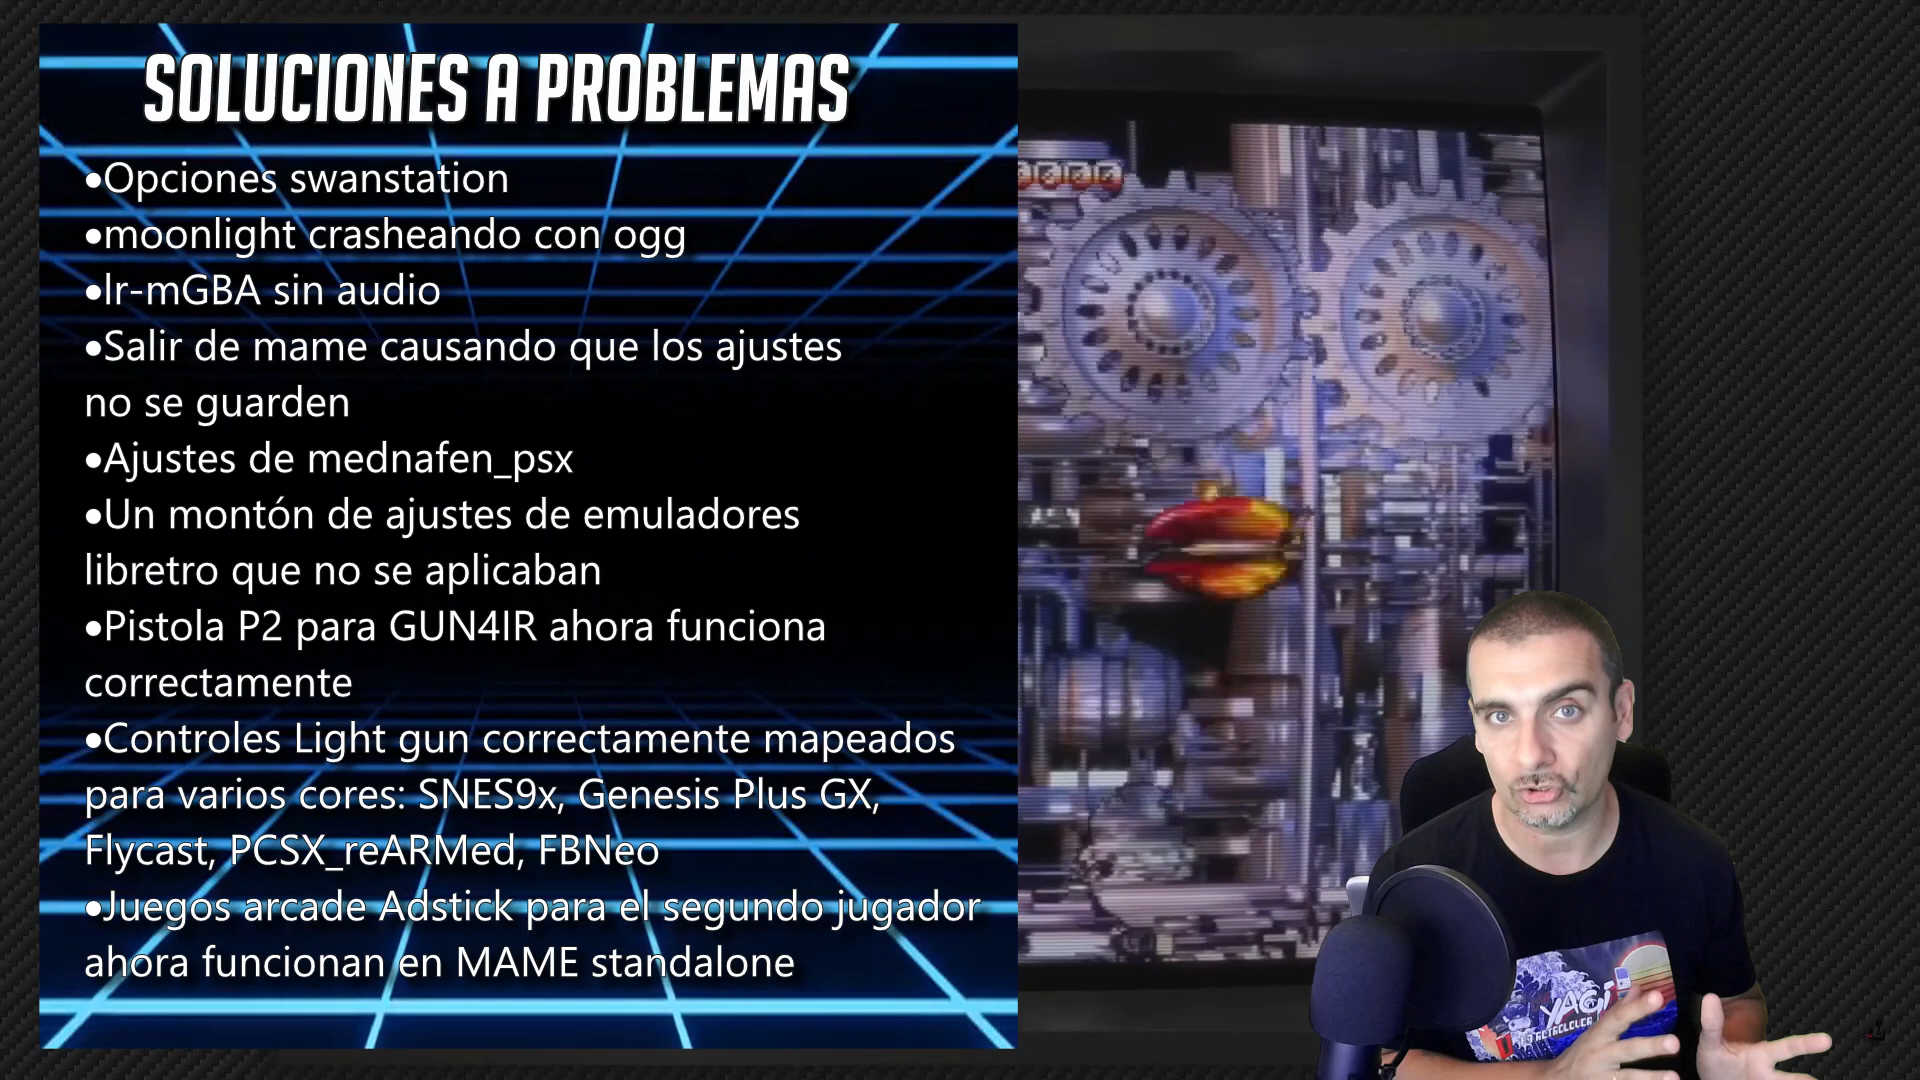 SOLUCIONES A PROBLEMAS
•Opciones swanstation
•moonlight crasheando con ogg
•lr-mGBA sin audio
•Salir de mame causando que los ajustes
no se guarden
•Ajustes de mednafen_psx
•Un montón de ajustes de emuladores
libretro que no se aplicaban
•Pistola P2 para GUN4IR ahora funciona
correctamente
•Controles Light gun correctamente mapeados
para varios cores: SNES9x, Genesis Plus GX,
Flycast, PCSX_reARMed, FBNeo
•Juegos arcade Adstick para el segundo jugador
ahora funcionan en MAME standalone
0000
YAGI